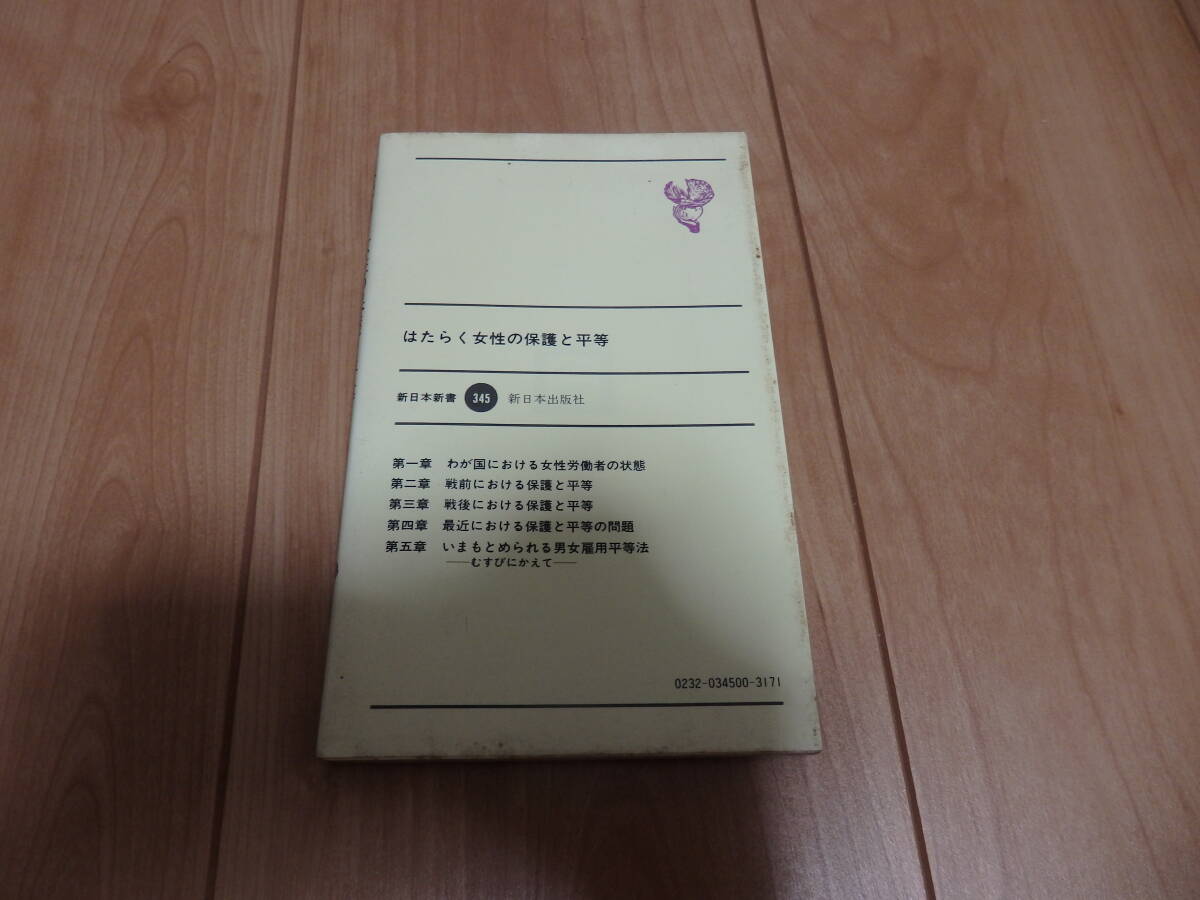 はたらく女性の保護と平等
新日本新書 345 新日本出版社
第一章 わが国における女性労働者の状態
第二章 戦前における保護と平等
第三章 戦後における保護と平等
第四章 最近における保護と平等の問題
第五章 いまもとめられる男女雇用平等法
——むすびにかえて——
0232-034500-3171